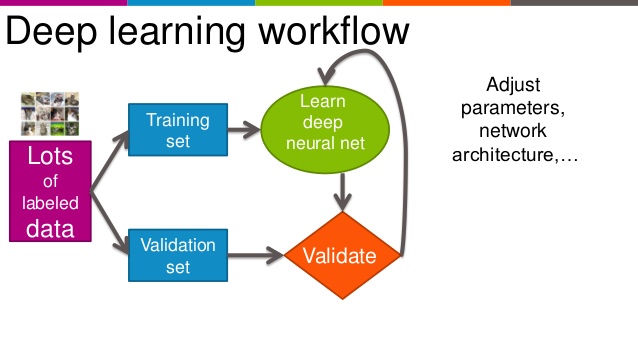 Deep learning workflow
Lots
of
labeled
data
Training
set
Validation
set
Learn
deep
neural net
Validate
Adjust
parameters,
network
architecture,…